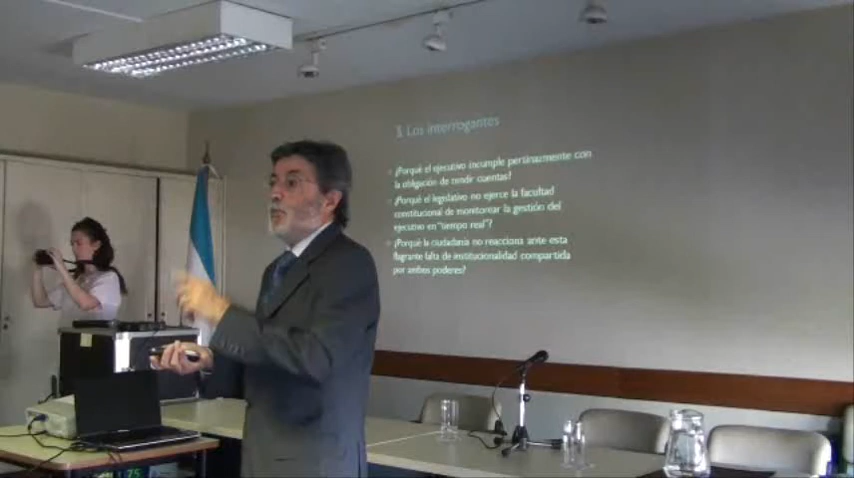 Los interrogantes
¿Porqué el ejecutivo incumple pertinazmente con
la obligación de rendir cuentas?
¿Porqué el legislativo no ejerce la facultad
constitucional de monitorear la gestión del
ejecutivo en "tiempo real"?
¿Porqué la ciudadanía no reacciona ante esta
flagrante falta de institucionalidad compartida
por ambos poderes?
75